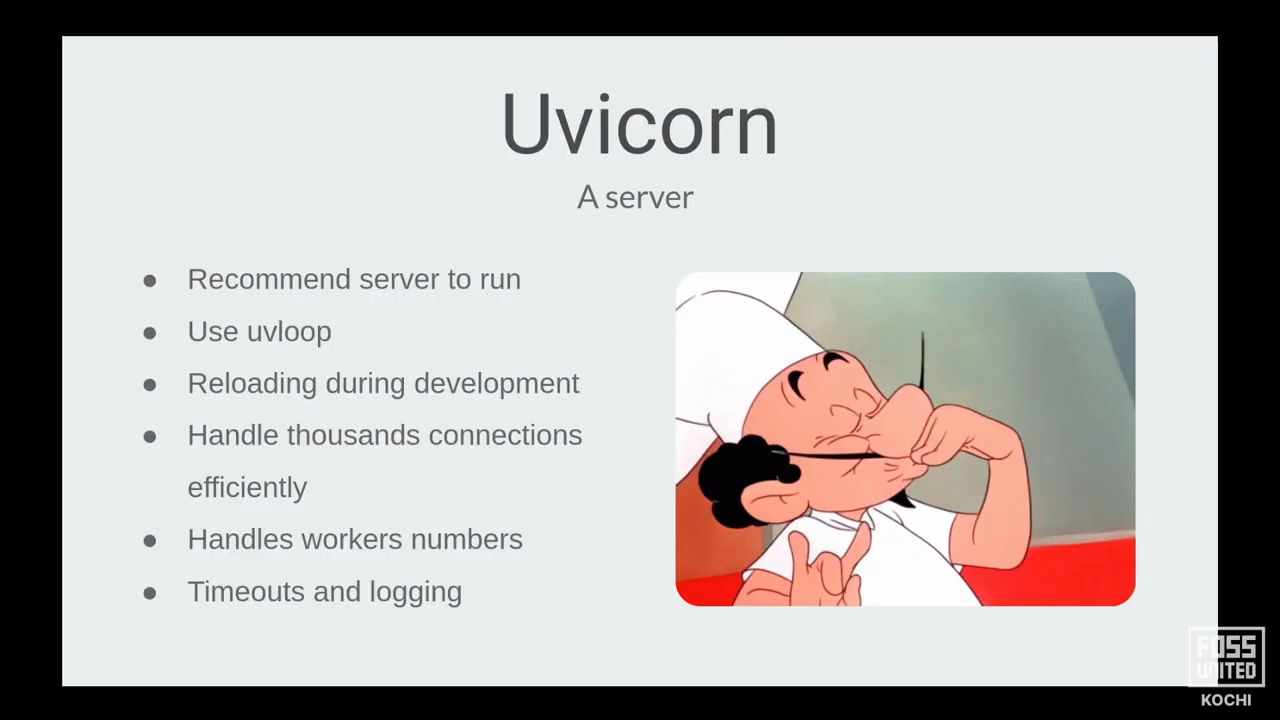 Uvicorn
A server
● Recommend server to run
● Use uvloop
● Reloading during development
● Handle thousands connections
efficiently
● Handles workers numbers
● Timeouts and logging
FOSS
UNITED
KOCHI